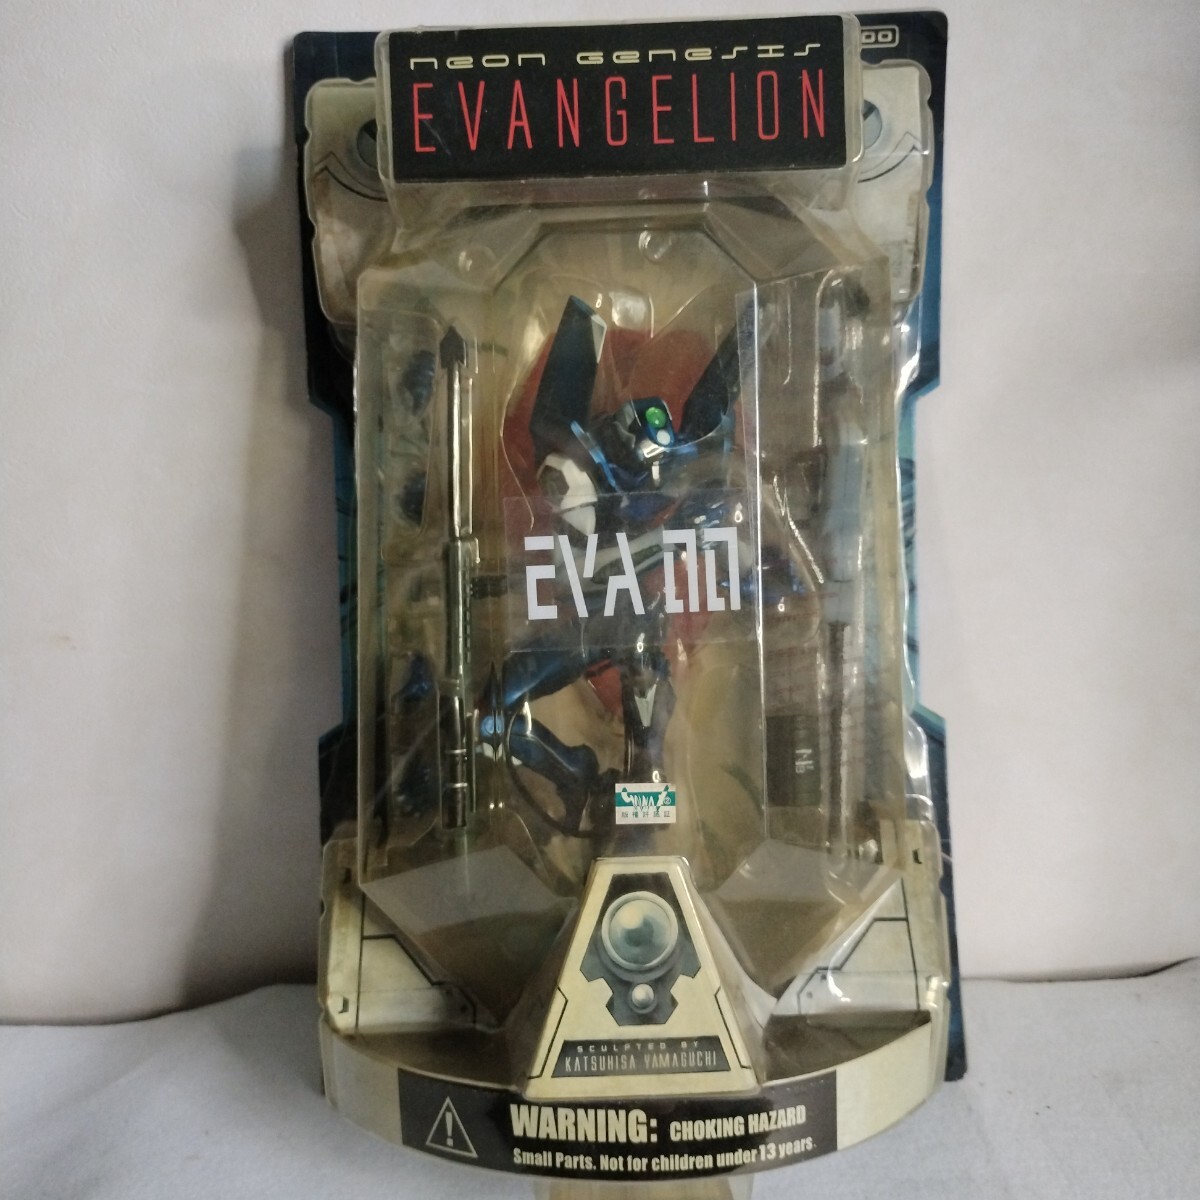 neon genesis
EVANGELION
00
EVA 00
SCULPTED BY
KATSUHISA YAMAGUCHI
WARNING: CHOKING HAZARD
Small Parts. Not for children under 13 years.